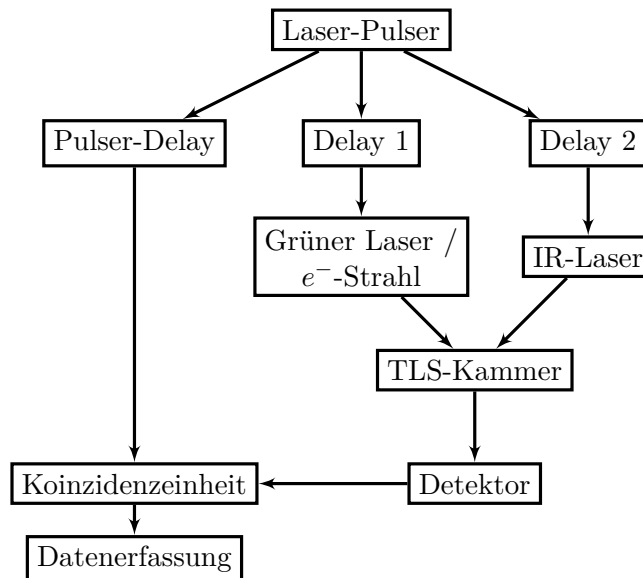 Laser-Pulser
Pulser-Delay
Delay 1
Delay 2
Grüner Laser /
e⁻-Strahl
IR-Laser
TLS-Kammer
Koinzidenzeinheit
Detektor
Datenerfassung